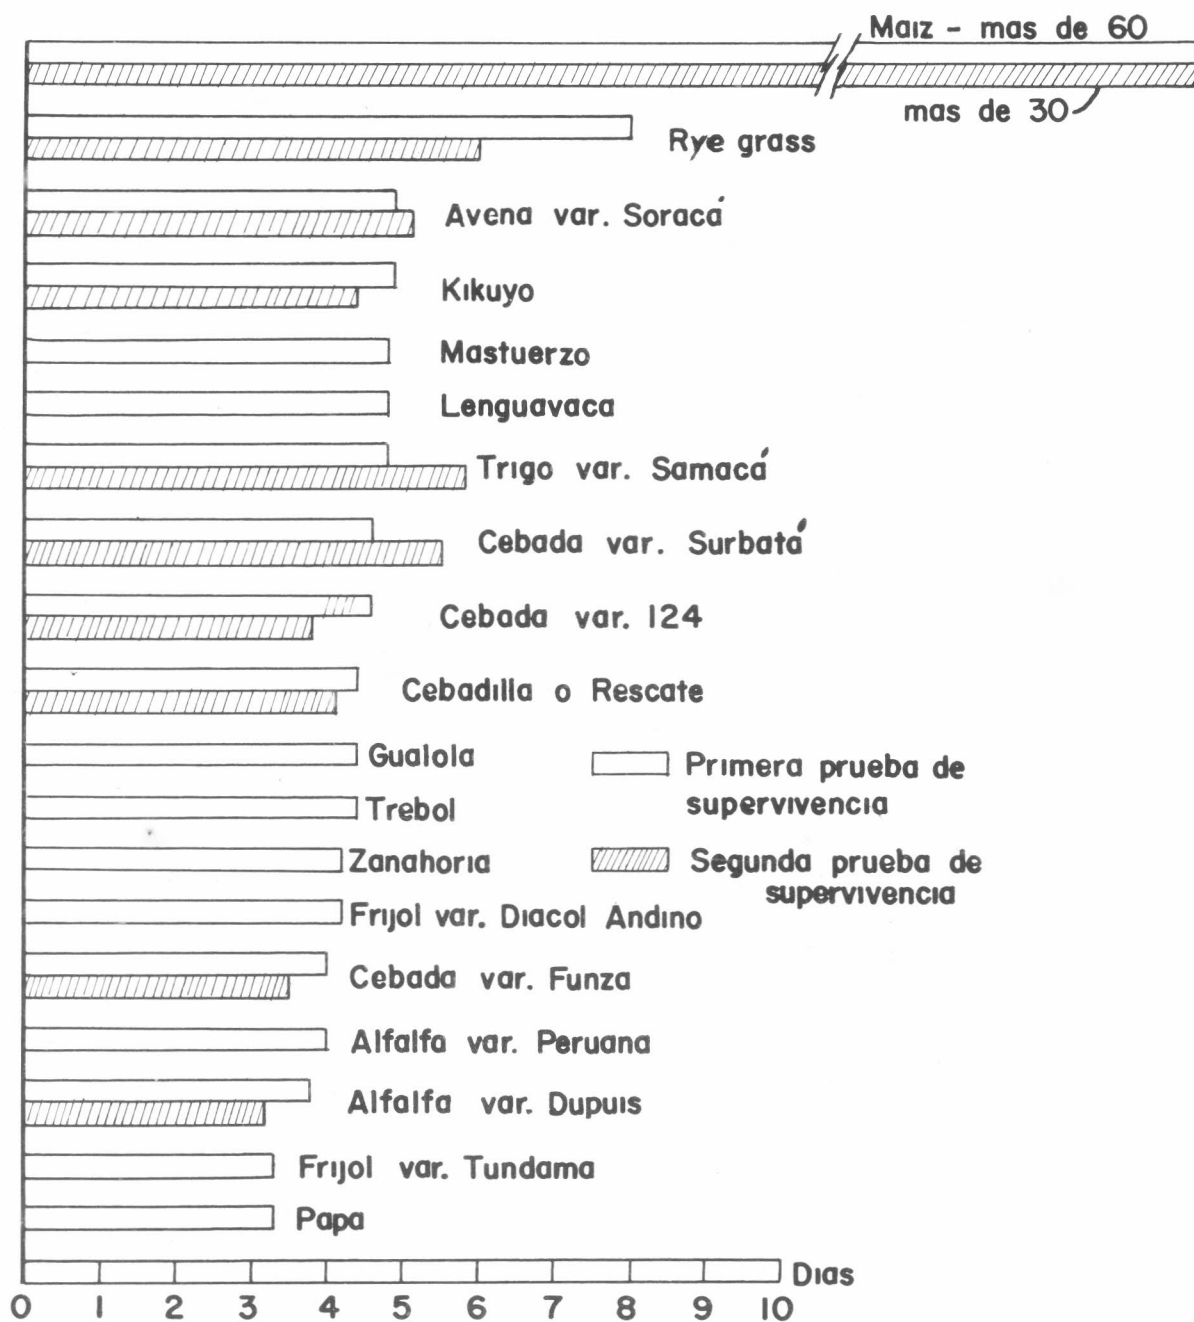 Maiz - mas de 60
mas de 30
Rye grass
Avena var. Soracá
Kikuyo
Mastuerzo
Lenguavaca
Trigo var. Samacá
Cebada var. Surbatá
Cebada var. 124
Cebadilla o Rescate
Gualola
Trebol
Zanahoria
Frijol var. Diacol Andino
Cebada var. Funza
Alfalfa var. Peruana
Alfalfa var. Dupuis
Frijol var. Tundama
Papa
Primera prueba de
supervivencia
Segunda prueba de
supervivencia
Dias
0 1 2 3 4 5 6 7 8 9 10